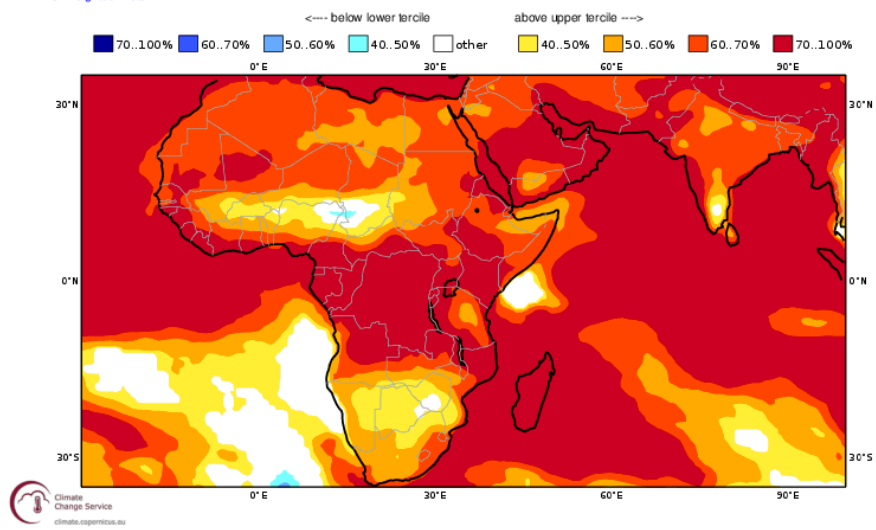 <---- below lower tercile above upper tercile ---->
70..100% 60..70% 50..60% 40..50% other 40..50% 50..60% 60..70% 70..100%
0°E 30°E 60°E 90°E
30°N 30°N
0°N 0°N
30°S 30°S
0°E 30°E 60°E 90°E
Climate
Change Service
climate.copernicus.eu